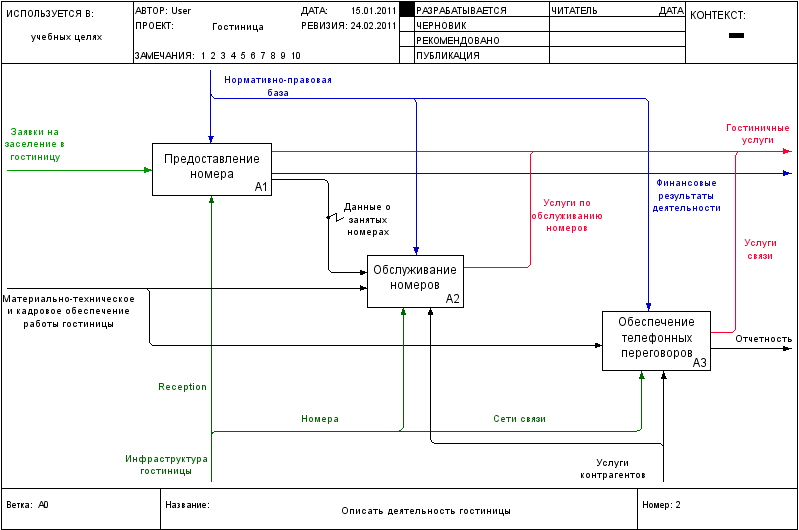 ИСПОЛЬЗУЕТСЯ В:
учебных целях
АВТОР: User
ДАТА: 15.01.2011
ПРОЕКТ: Гостиница
РЕВИЗИЯ: 24.02.2011
ЗАМЕЧАНИЯ: 1 2 3 4 5 6 7 8 9 10
РАЗРАБАТЫВАЕТСЯ
ЧЕРНОВИК
РЕКОМЕНДОВАНО
ПУБЛИКАЦИЯ
ЧИТАТЕЛЬ ДАТА
КОНТЕКСТ:
Нормативно-правовая
база
Заявки на
заселение в
гостиницу
Предоставление
номера
A1
Гостиничные
услуги
Финансовые
результаты
деятельности
Данные о
занятых
номерах
Услуги по
обслуживанию
номеров
Услуги
связи
Обслуживание
номеров
A2
Материально-техническое
и кадровое обеспечение
работы гостиницы
Обеспечение
телефонных
переговоров
A3
Отчетность
Reception
Номера
Сети связи
Инфраструктура
гостиницы
Услуги
контрагентов
Ветка: A0
Название:
Описать деятельность гостиницы
Номер: 2